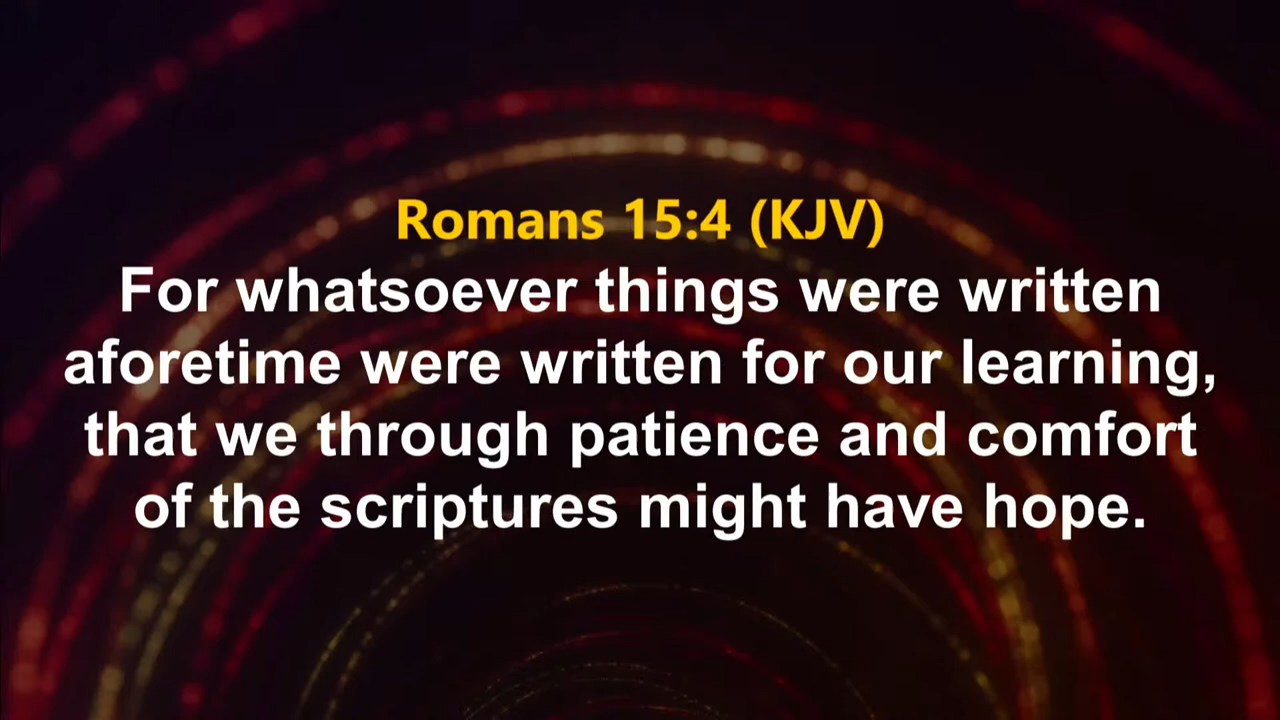 Romans 15:4 (KJV)
For whatsoever things were written
aforetime were written for our learning,
that we through patience and comfort
of the scriptures might have hope.